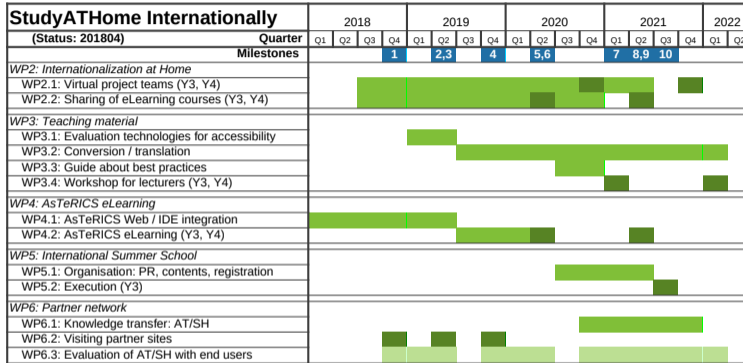 StudyATHome Internationally 2018 2019 2020 2021 2022
(Status: 201804) Quarter Q1 Q2 Q3 Q4 Q1 Q2 Q3 Q4 Q1 Q2 Q3 Q4 Q1 Q2 Q3 Q4 Q1 Q2
Milestones 1 2,3 4 5,6 7 8,9 10
WP2: Internationalization at Home
WP2.1: Virtual project teams (Y3, Y4)
WP2.2: Sharing of eLearning courses (Y3, Y4)
WP3: Teaching material
WP3.1: Evaluation technologies for accessibility
WP3.2: Conversion / translation
WP3.3: Guide about best practices
WP3.4: Workshop for lecturers (Y3, Y4)
WP4: AsTeRICS eLearning
WP4.1: AsTeRICS Web / IDE integration
WP4.2: AsTeRICS eLearning (Y3, Y4)
WP5: International Summer School
WP5.1: Organisation: PR, contents, registration
WP5.2: Execution (Y3)
WP6: Partner network
WP6.1: Knowledge transfer: AT/SH
WP6.2: Visiting partner sites
WP6.3: Evaluation of AT/SH with end users